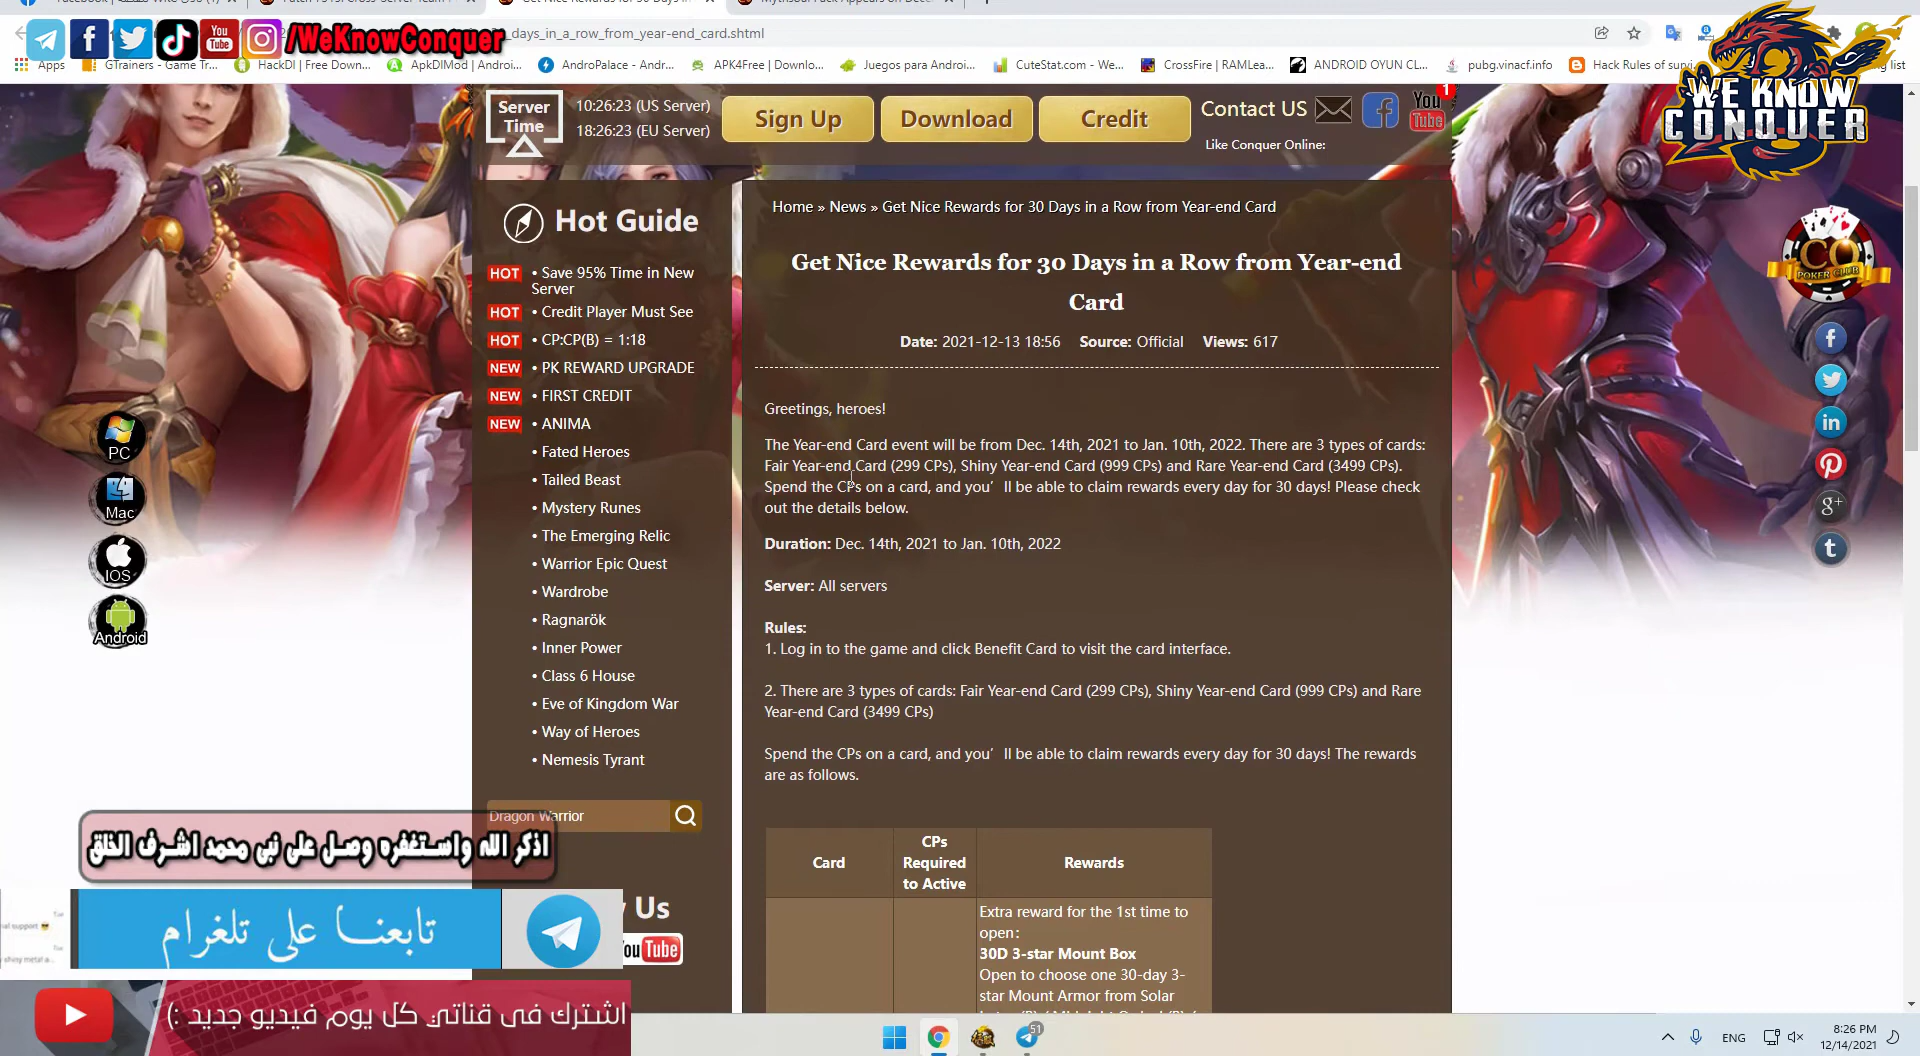 /WeKnowConquer
_days_in_a_row_from_year-end_card.shtml
Apps
GTrainers - Game Tr...
HackDl | Free Down...
ApkDlMod | Androi...
AndroPalace - Andr...
APK4Free | Downlo...
Juegos para Androi...
CuteStat.com - We...
CrossFire | RAMLea...
ANDROID OYUN CL...
pubg.vinacf.info
Hack Rules of survi
WE KNOW
CONQUER
Server
Time
10:26:23 (US Server)
18:26:23 (EU Server)
Sign Up
Download
Credit
Contact US
You
Tube
1
Like Conquer Online:
Hot Guide
HOT • Save 95% Time in New
Server
HOT • Credit Player Must See
HOT • CP:CP(B) = 1:18
NEW • PK REWARD UPGRADE
NEW • FIRST CREDIT
NEW • ANIMA
• Fated Heroes
• Tailed Beast
• Mystery Runes
• The Emerging Relic
• Warrior Epic Quest
• Wardrobe
• Ragnarök
• Inner Power
• Class 6 House
• Eve of Kingdom War
• Way of Heroes
• Nemesis Tyrant
Dragon Warrior
Home » News » Get Nice Rewards for 30 Days in a Row from Year-end Card
Get Nice Rewards for 30 Days in a Row from Year-end
Card
Date: 2021-12-13 18:56 Source: Official Views: 617
Greetings, heroes!
The Year-end Card event will be from Dec. 14th, 2021 to Jan. 10th, 2022. There are 3 types of cards:
Fair Year-end Card (299 CPs), Shiny Year-end Card (999 CPs) and Rare Year-end Card (3499 CPs).
Spend the CPs on a card, and you’ll be able to claim rewards every day for 30 days! Please check
out the details below.
Duration: Dec. 14th, 2021 to Jan. 10th, 2022
Server: All servers
Rules:
1. Log in to the game and click Benefit Card to visit the card interface.
2. There are 3 types of cards: Fair Year-end Card (299 CPs), Shiny Year-end Card (999 CPs) and Rare
Year-end Card (3499 CPs)
Spend the CPs on a card, and you’ll be able to claim rewards every day for 30 days! The rewards
are as follows.
Card
CPs
Required
to Active
Rewards
Extra reward for the 1st time to
open:
30D 3-star Mount Box
Open to choose one 30-day 3-
star Mount Armor from Solar
PC
Mac
IOS
Android
CO
POKER CLUB
اذكر الله واستغفره وصل على نبى محمد اشرف الخلق
تابعنا على تلغرام
Us
ouTube
اشترك في قناتي كل يوم فيديو جديد :)
51
ENG
8:26 PM
12/14/2021